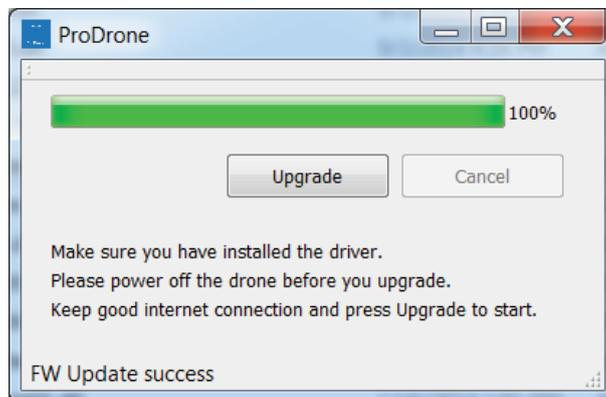 ProDrone
100%
Upgrade
Cancel
Make sure you have installed the driver.
Please power off the drone before you upgrade.
Keep good internet connection and press Upgrade to start.
FW Update success